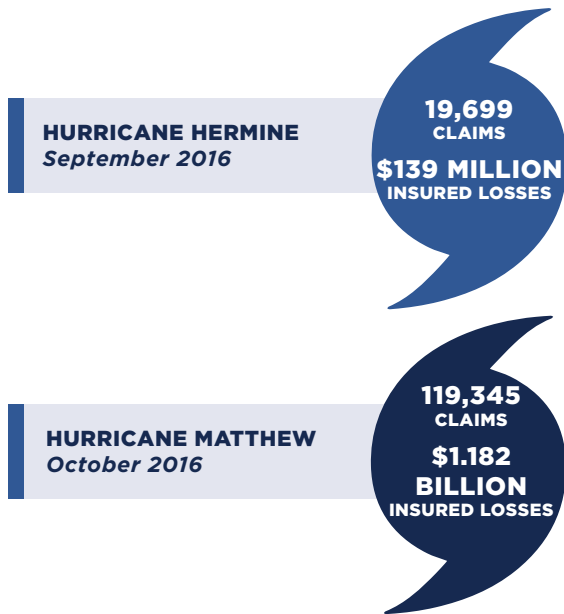 HURRICANE HERMINE
September 2016
19,699
CLAIMS
$139 MILLION
INSURED LOSSES
HURRICANE MATTHEW
October 2016
119,345
CLAIMS
$1.182
BILLION
INSURED LOSSES